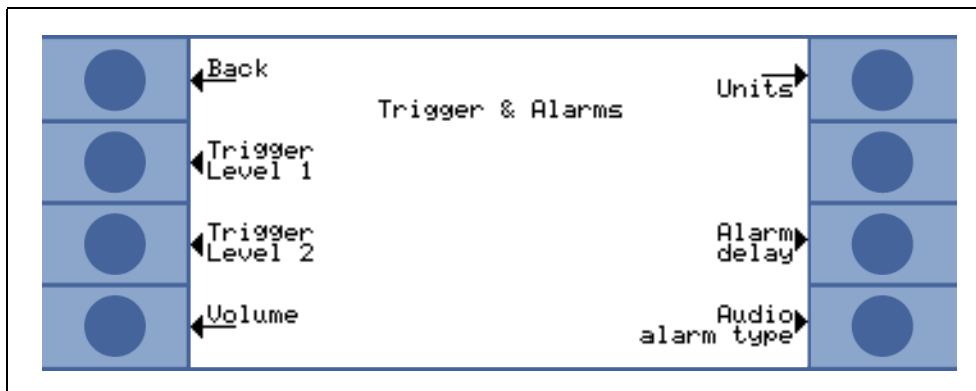 Back
Units
Trigger & Alarms
Trigger
Level 1
Trigger
Level 2
Alarm
delay
Volume
Audio
alarm type